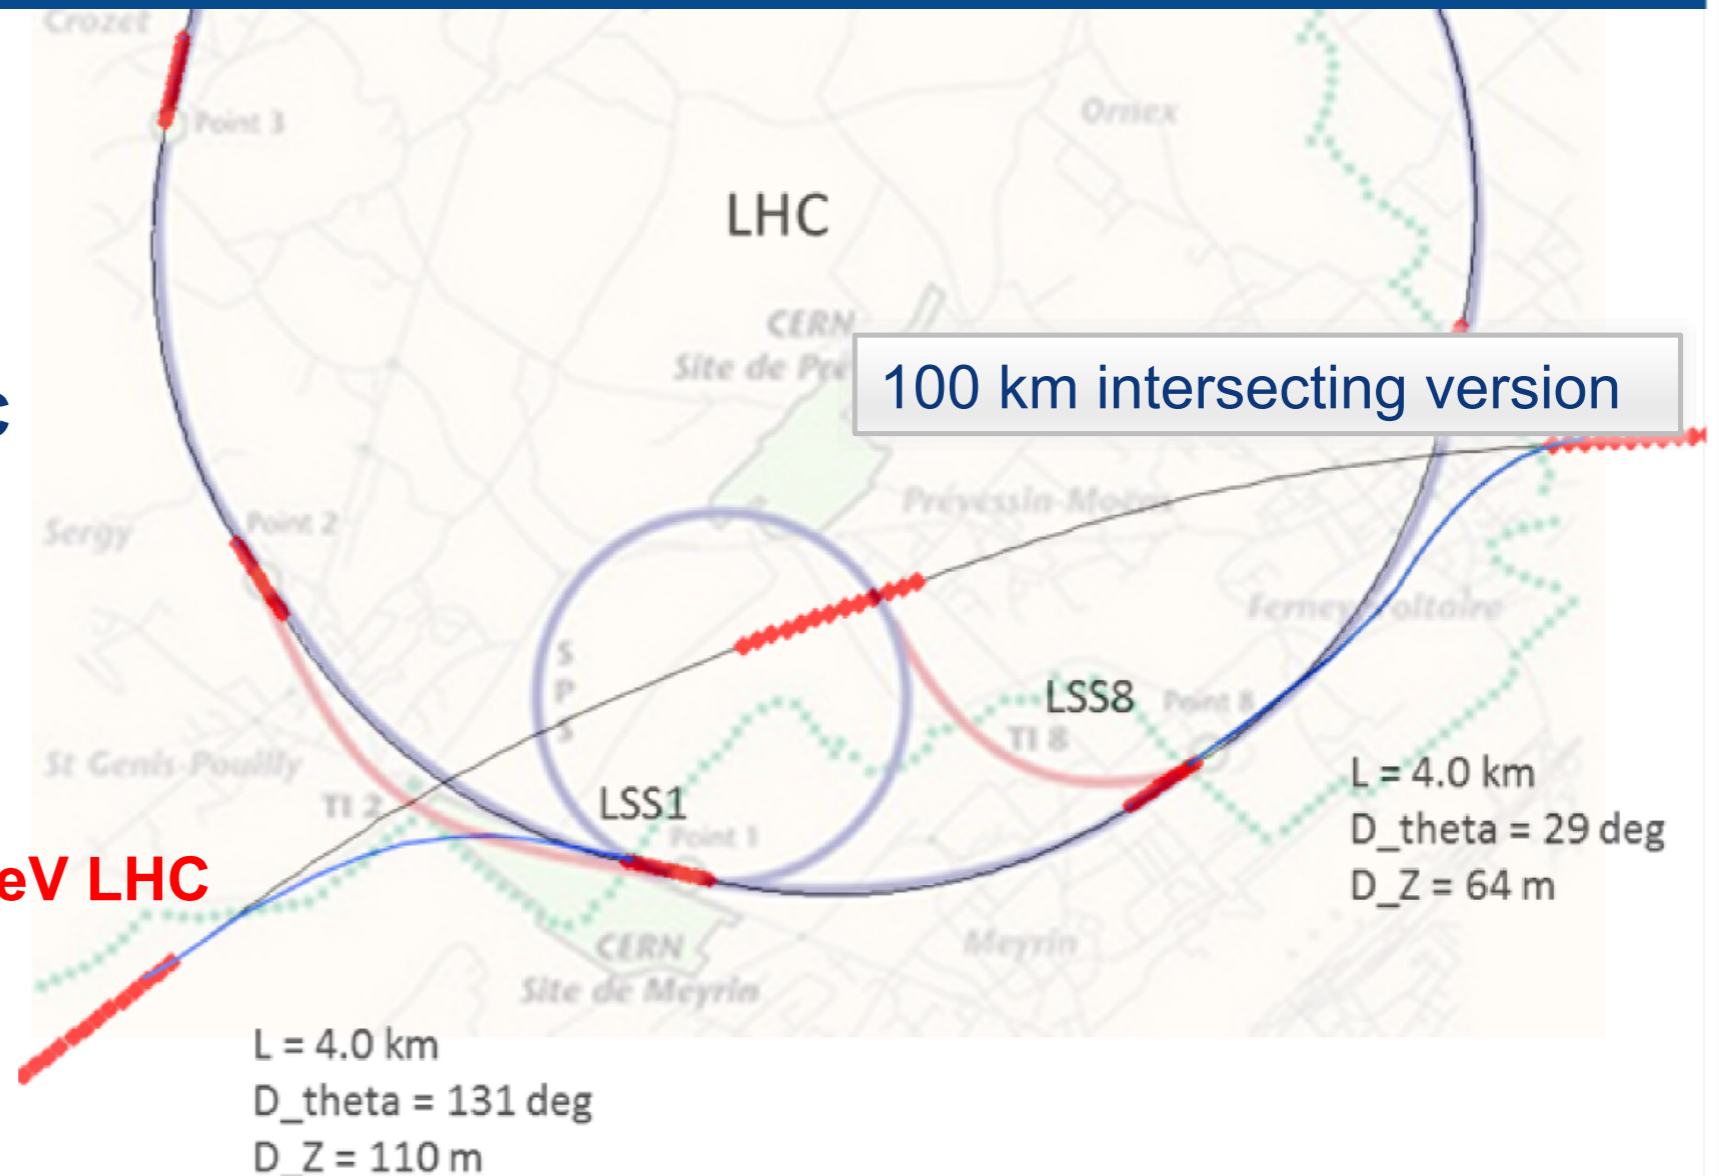 Crozet
Point 3
Ornex
LHC
CERN
Site de Pré
100 km intersecting version
C
Prévessin-Moëns
Sergy
Point 2
Ferney Voltaire
S
P
S
LSS8
Point 8
TI 8
St Genis-Pouilly
TI 2
LSS1
Point 1
L = 4.0 km
D_theta = 29 deg
D_Z = 64 m
eV LHC
CERN
Site de Meyrin
Meyrin
L = 4.0 km
D_theta = 131 deg
D_Z = 110 m